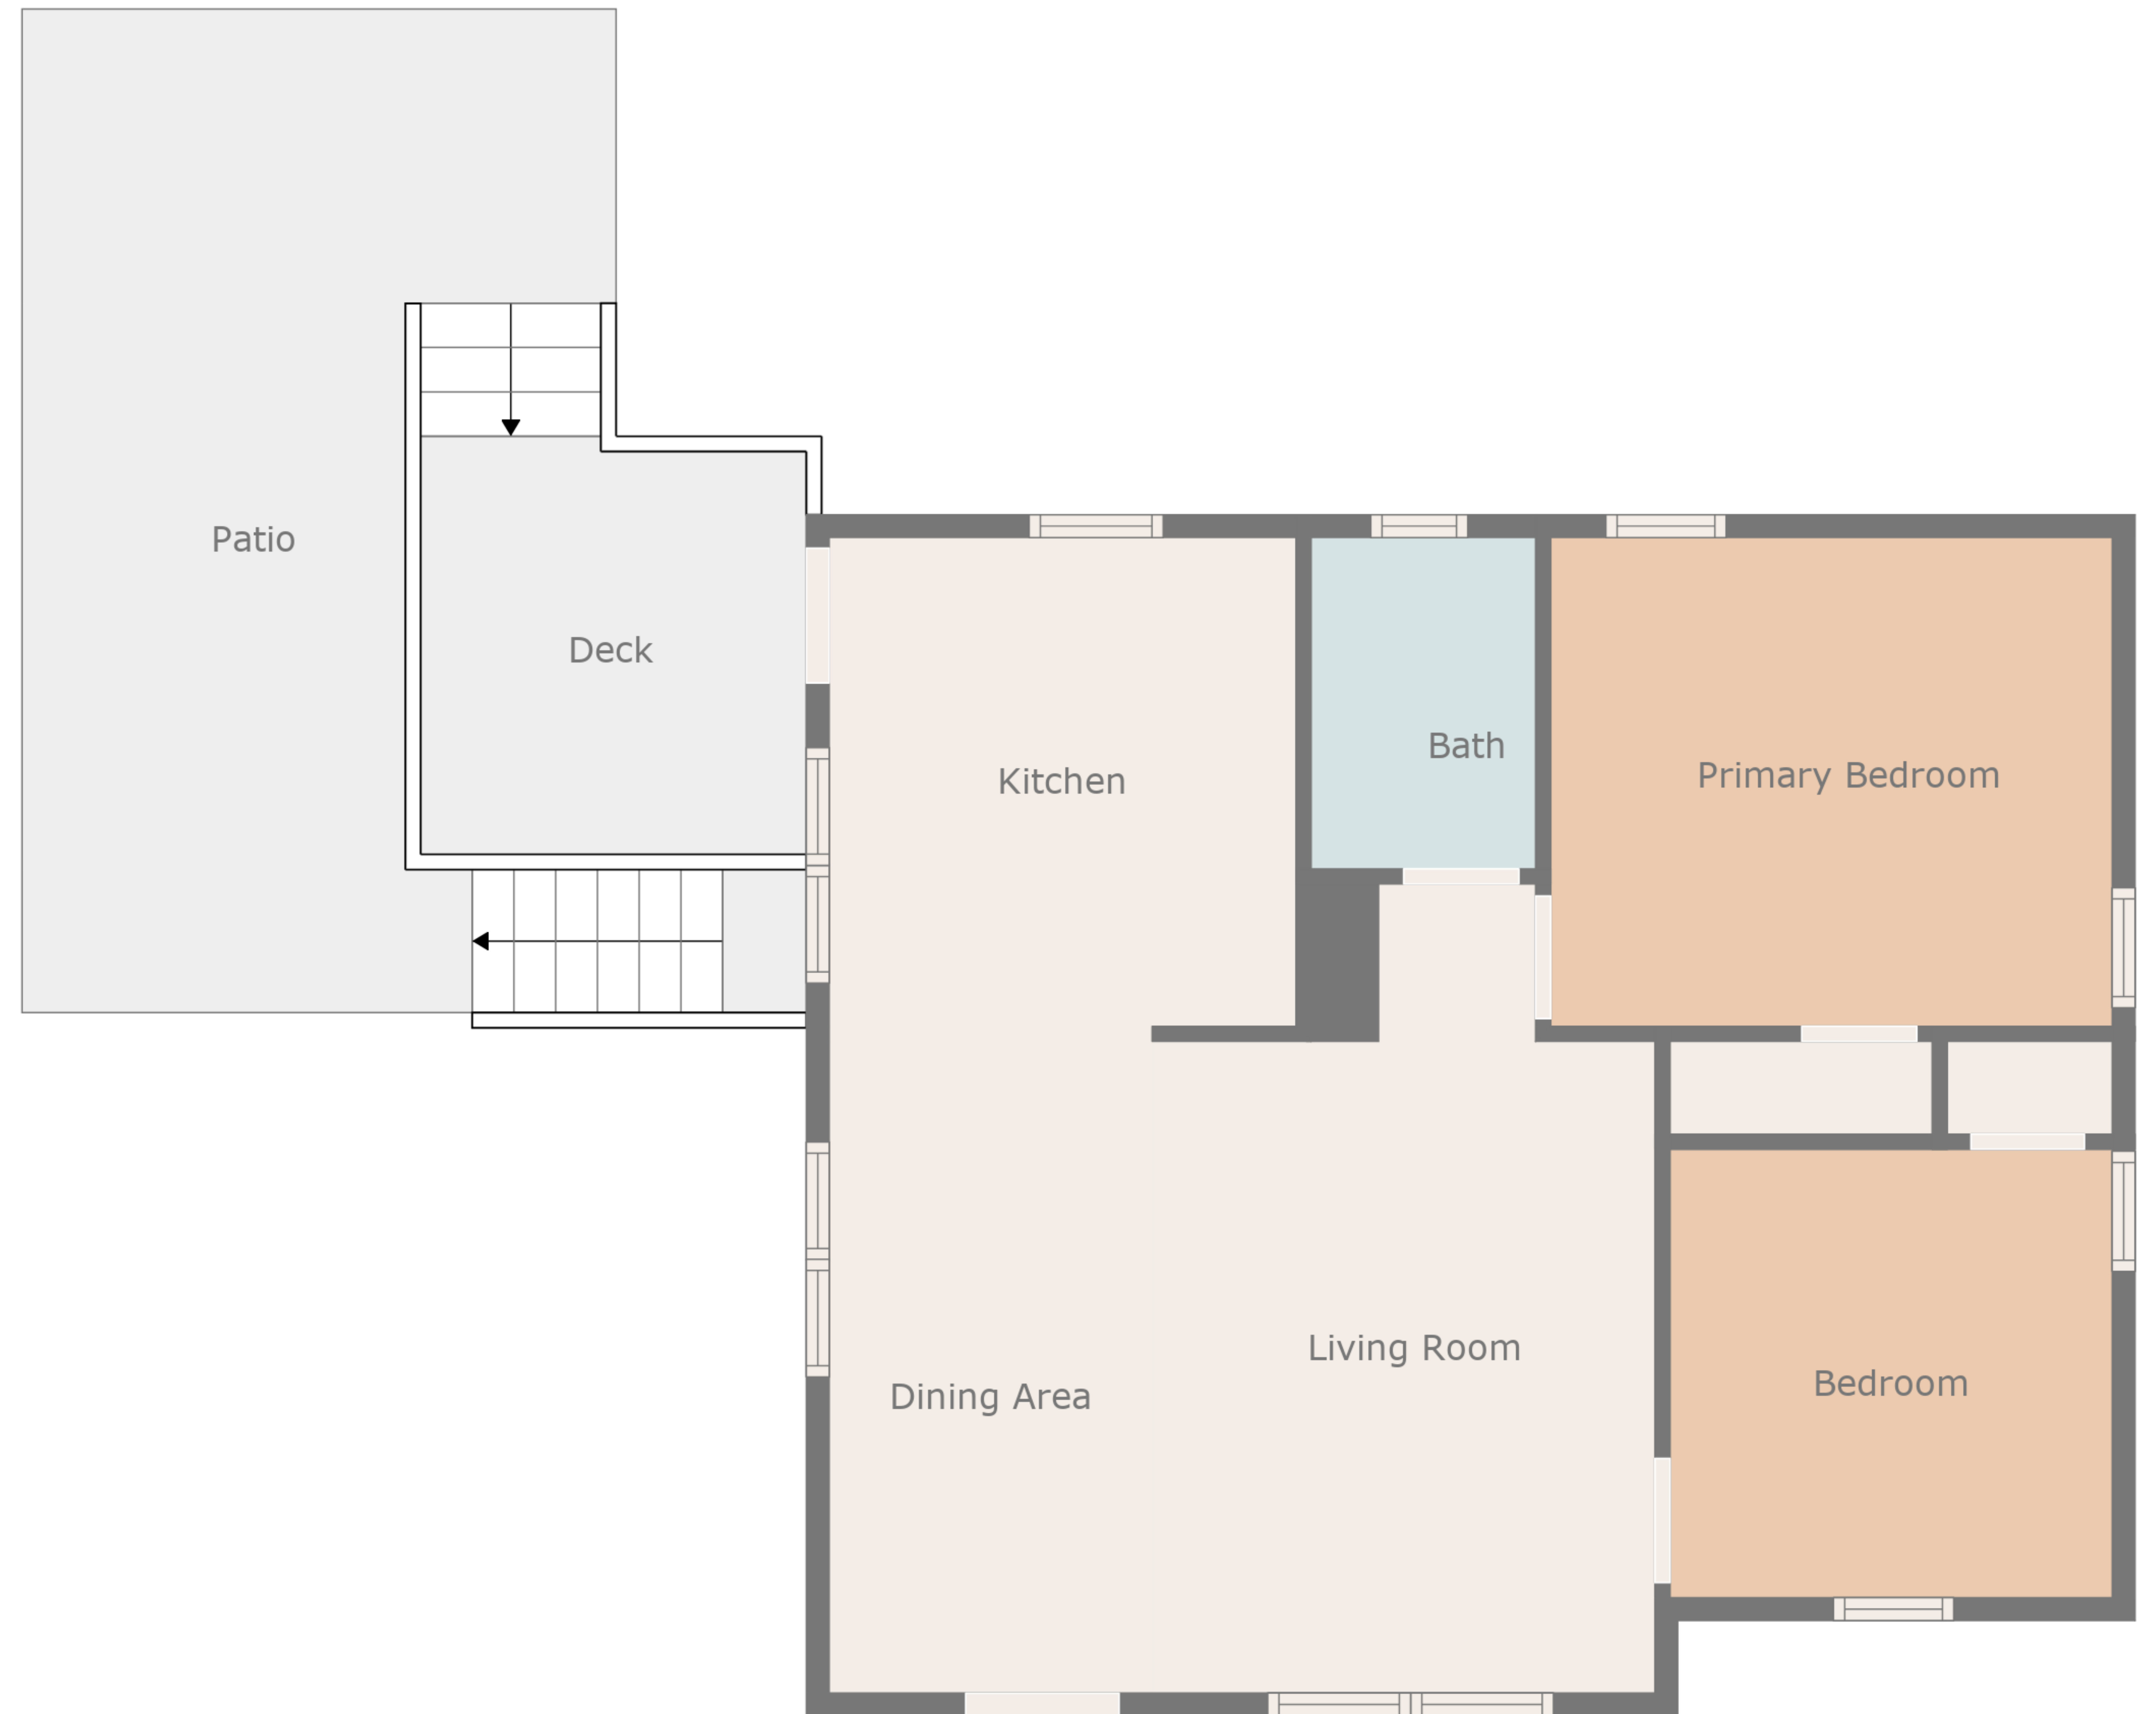 Patio
Deck
Bath
Primary Bedroom
Kitchen
Living Room
Bedroom
Dining Area